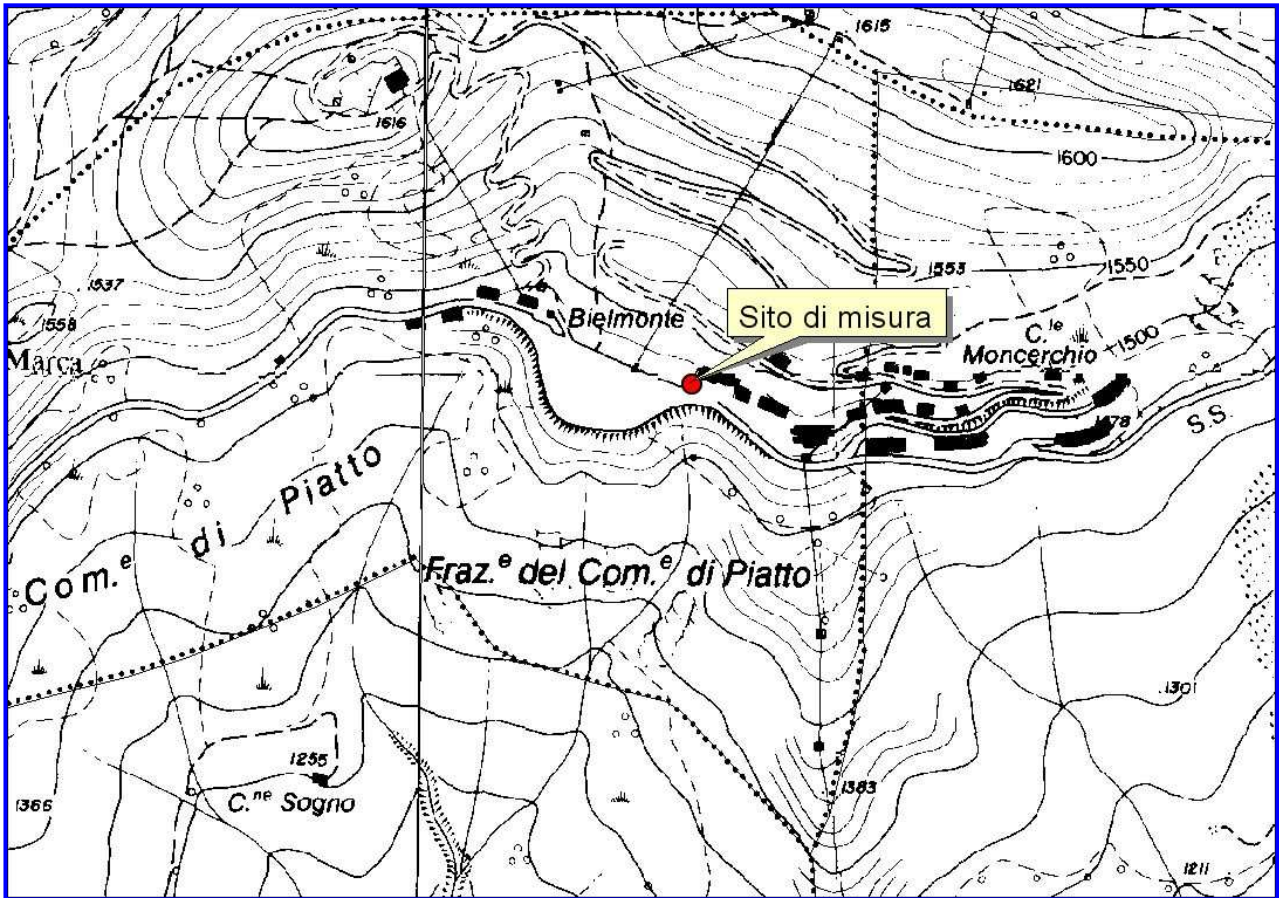 1615
1621
1616
1600
1537
1553
1550
1558
Bielmonte
Sito di misura
Marca
C.le
Moncerchio
1500
S.S.
Com.e di Piatto
Fraz.e del Com.e di Piatto
1301
1255
C.ne Sogno
1366
1383
1211